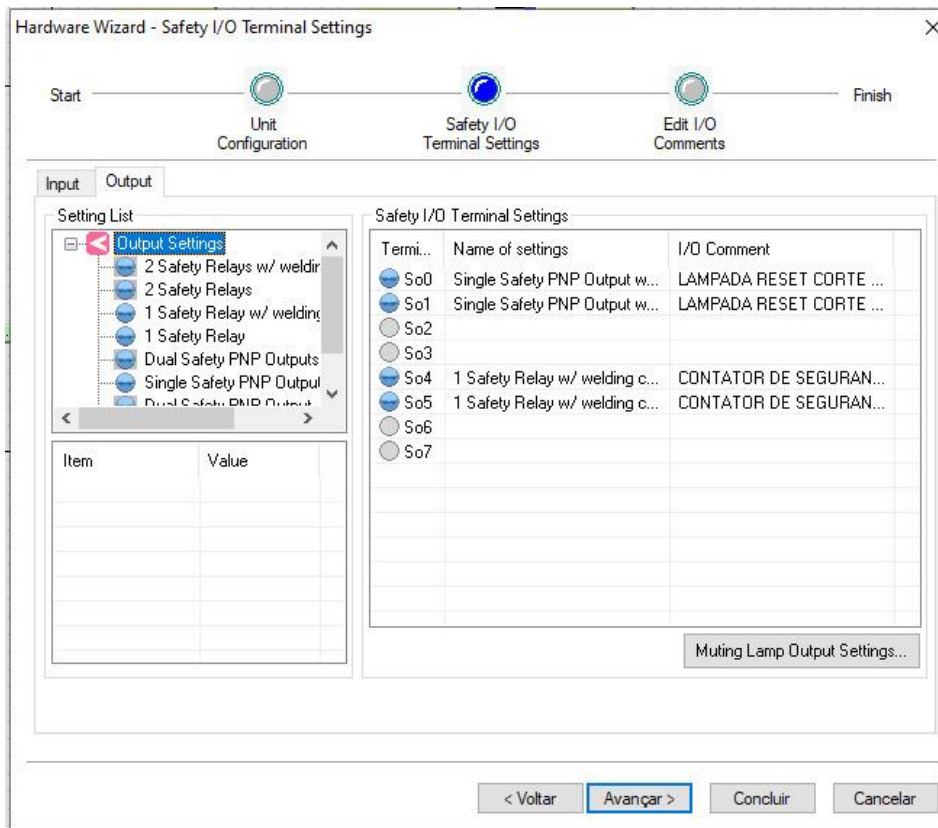 Hardware Wizard - Safety I/O Terminal Settings
Start
Unit
Configuration
Safety I/O
Terminal Settings
Edit I/O
Comments
Finish
Input
Output
Setting List
Output Settings
2 Safety Relays w/ weldin
2 Safety Relays
1 Safety Relay w/ welding
1 Safety Relay
Dual Safety PNP Outputs
Single Safety PNP Output
Dual Safety PNP Output
Item Value
Safety I/O Terminal Settings
Termi... Name of settings I/O Comment
So0 Single Safety PNP Output w... LAMPADA RESET CORTE ...
So1 Single Safety PNP Output w... LAMPADA RESET CORTE ...
So2
So3
So4 1 Safety Relay w/ welding c... CONTATOR DE SEGURAN...
So5 1 Safety Relay w/ welding c... CONTATOR DE SEGURAN...
So6
So7
Muting Lamp Output Settings...
< Voltar
Avançar >
Concluir
Cancelar